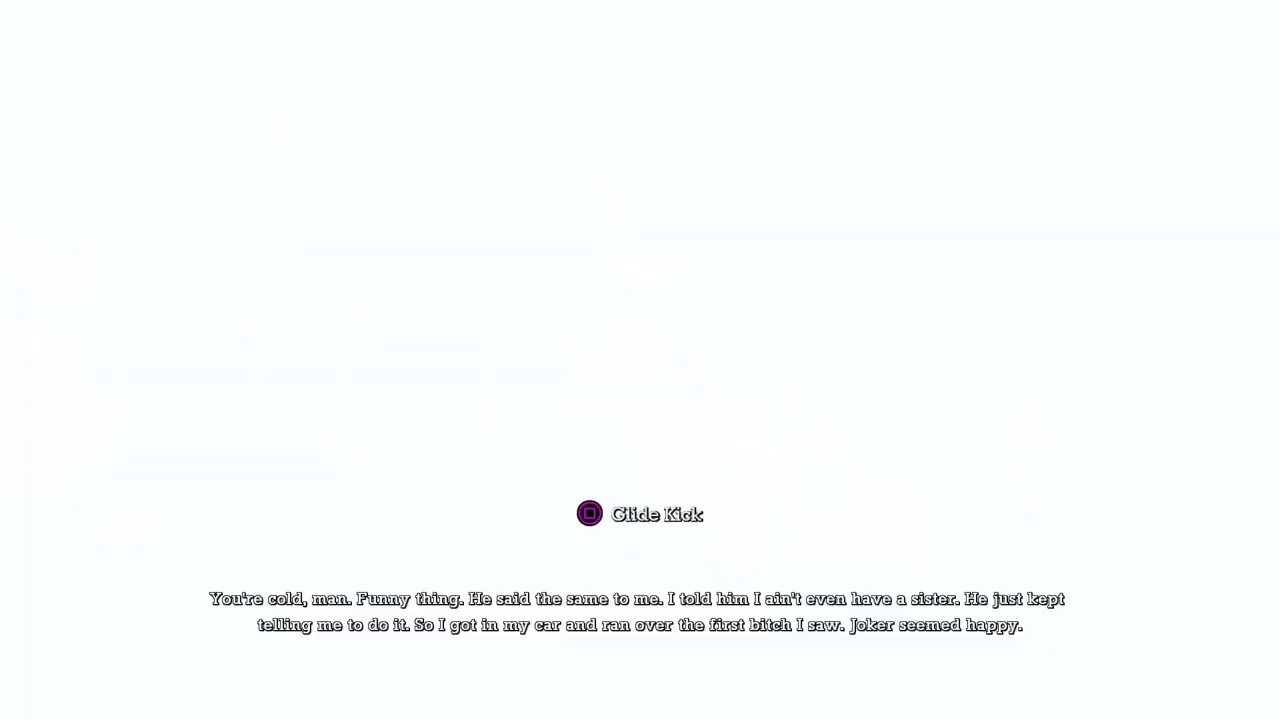 Glide Kick
You're cold, man. Funny thing. He said the same to me. I told him I ain't even have a sister. He just kept
telling me to do it. So I got in my car and ran over the first bitch I saw. Joker seemed happy.